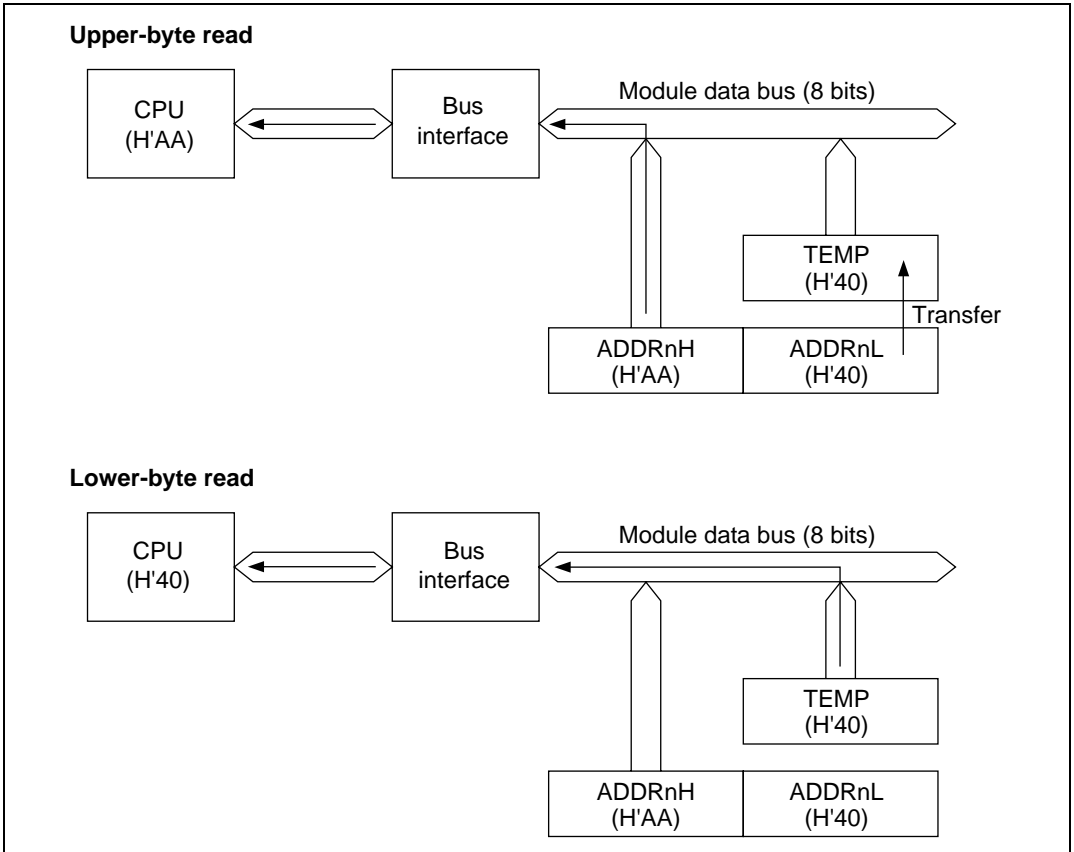 Upper-byte read
CPU
(H'AA)
Bus
interface
Module data bus (8 bits)
TEMP
(H'40)
Transfer
ADDRnH
(H'AA)
ADDRnL
(H'40)
Lower-byte read
CPU
(H'40)
Bus
interface
Module data bus (8 bits)
TEMP
(H'40)
ADDRnH
(H'AA)
ADDRnL
(H'40)